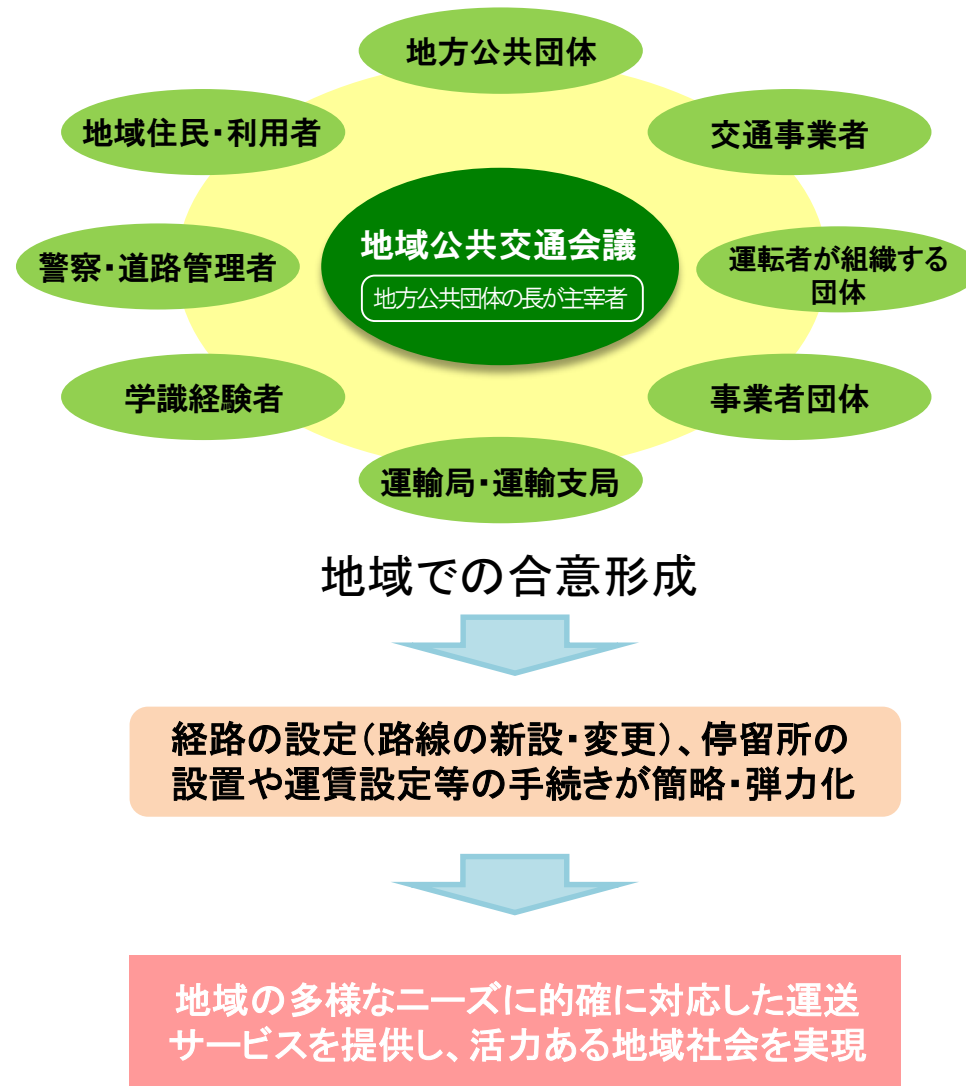 地方公共団体
地域住民・利用者
交通事業者
地域公共交通会議
地方公共団体の長が主宰者
警察・道路管理者
運転者が組織する
団体
学識経験者
事業者団体
運輸局・運輸支局
地域での合意形成
経路の設定(路線の新設・変更)、停留所の
設置や運賃設定等の手続きが簡略・弾力化
地域の多様なニーズに的確に対応した運送
サービスを提供し、活力ある地域社会を実現